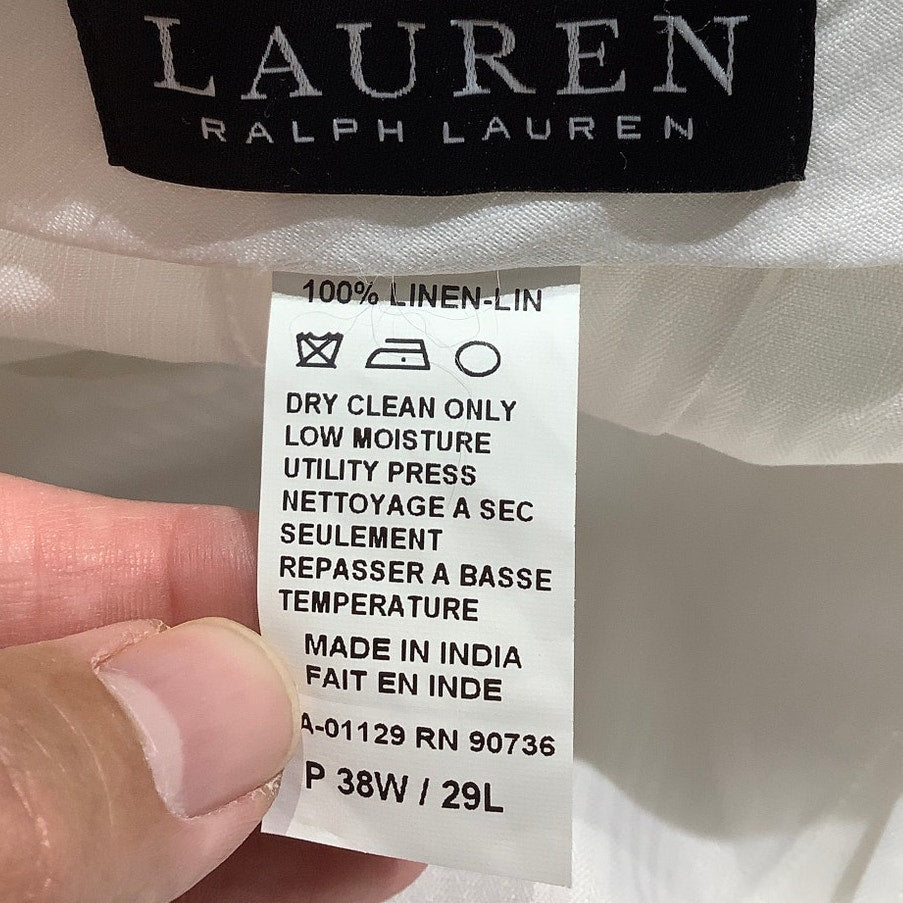 LAUREN
RALPH LAUREN
100% LINEN-LIN
DRY CLEAN ONLY
LOW MOISTURE
UTILITY PRESS
NETTOYAGE A SEC
SEULEMENT
REPASSER A BASSE
TEMPERATURE
MADE IN INDIA
FAIT EN INDE
A-01129 RN 90736
P 38W / 29L